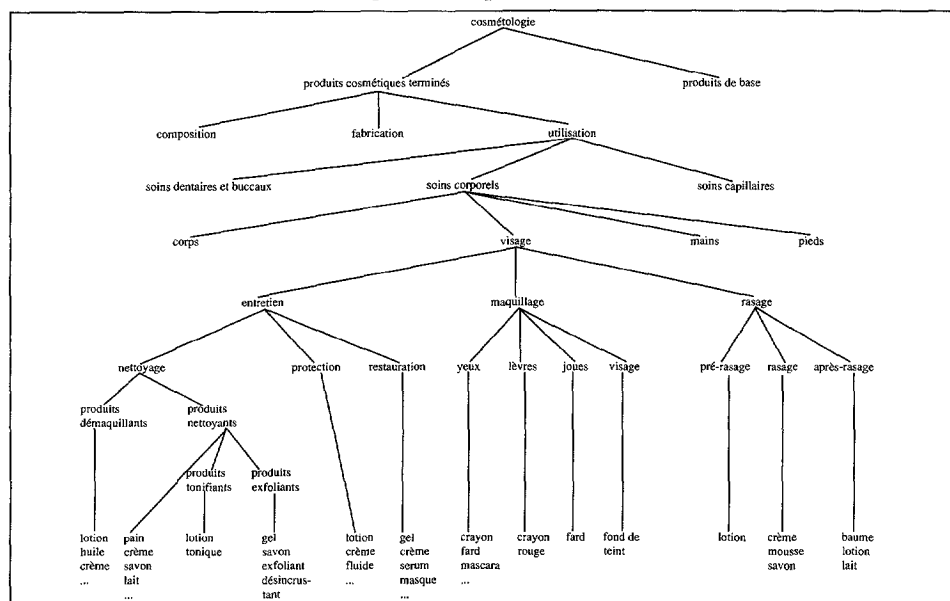 cosmétologie
produits cosmétiques terminés
produits de base
composition
fabrication
utilisation
soins dentaires et buccaux
soins corporels
soins capillaires
corps
visage
mains
pieds
entretien
maquillage
rasage
nettoyage
protection
restauration
yeux
lèvres
joues
visage
pré-rasage
rasage
après-rasage
produits
démaquillants
produits
nettoyants
produits
tonifiants
produits
exfoliants
lotion
huile
crème
...
pain
crème
savon
lait
...
lotion
tonique
gel
savon
exfoliant
désincrus-
tant
lotion
crème
fluide
...
gel
crème
serum
masque
...
crayon
fard
mascara
...
crayon
rouge
fard
fond de
teint
lotion
crème
mousse
savon
baume
lotion
lait